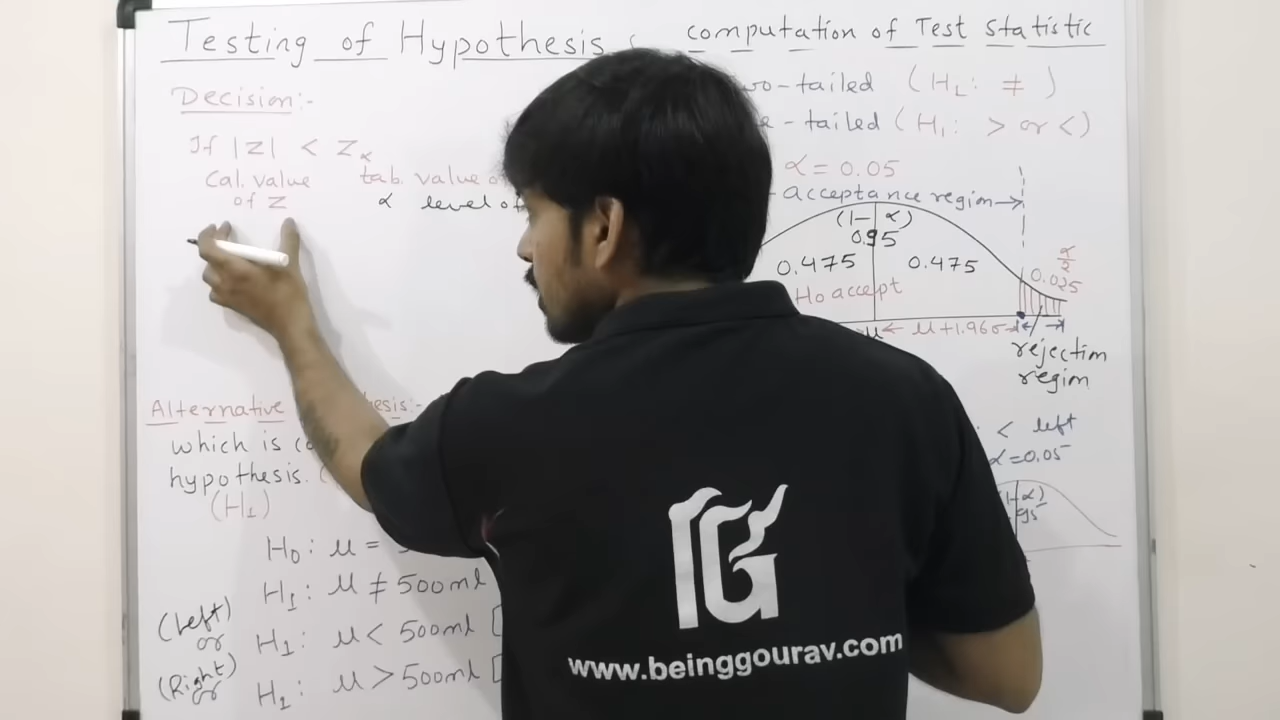 Testing of Hypothesis : computation of Test statistic
Decision:-
If |Z| < Zα
Cal. value
of Z
tab. value
α level of
-tailed (H1: ≠)
-tailed (H1: > or <)
α = 0.05
acceptance region
(1-α)
0.95
0.475 0.475
H0 accept
α/2
0.025
μ
μ+1.96σ
rejection
region
Alternative
which is
hypothesis.
(H1)
H0: μ =
H1: μ ≠ 500ml
(Left)
or
H1: μ < 500ml [
(Right)
or
H1: μ > 500ml [
< left
α=0.05
www.beinggourav.com